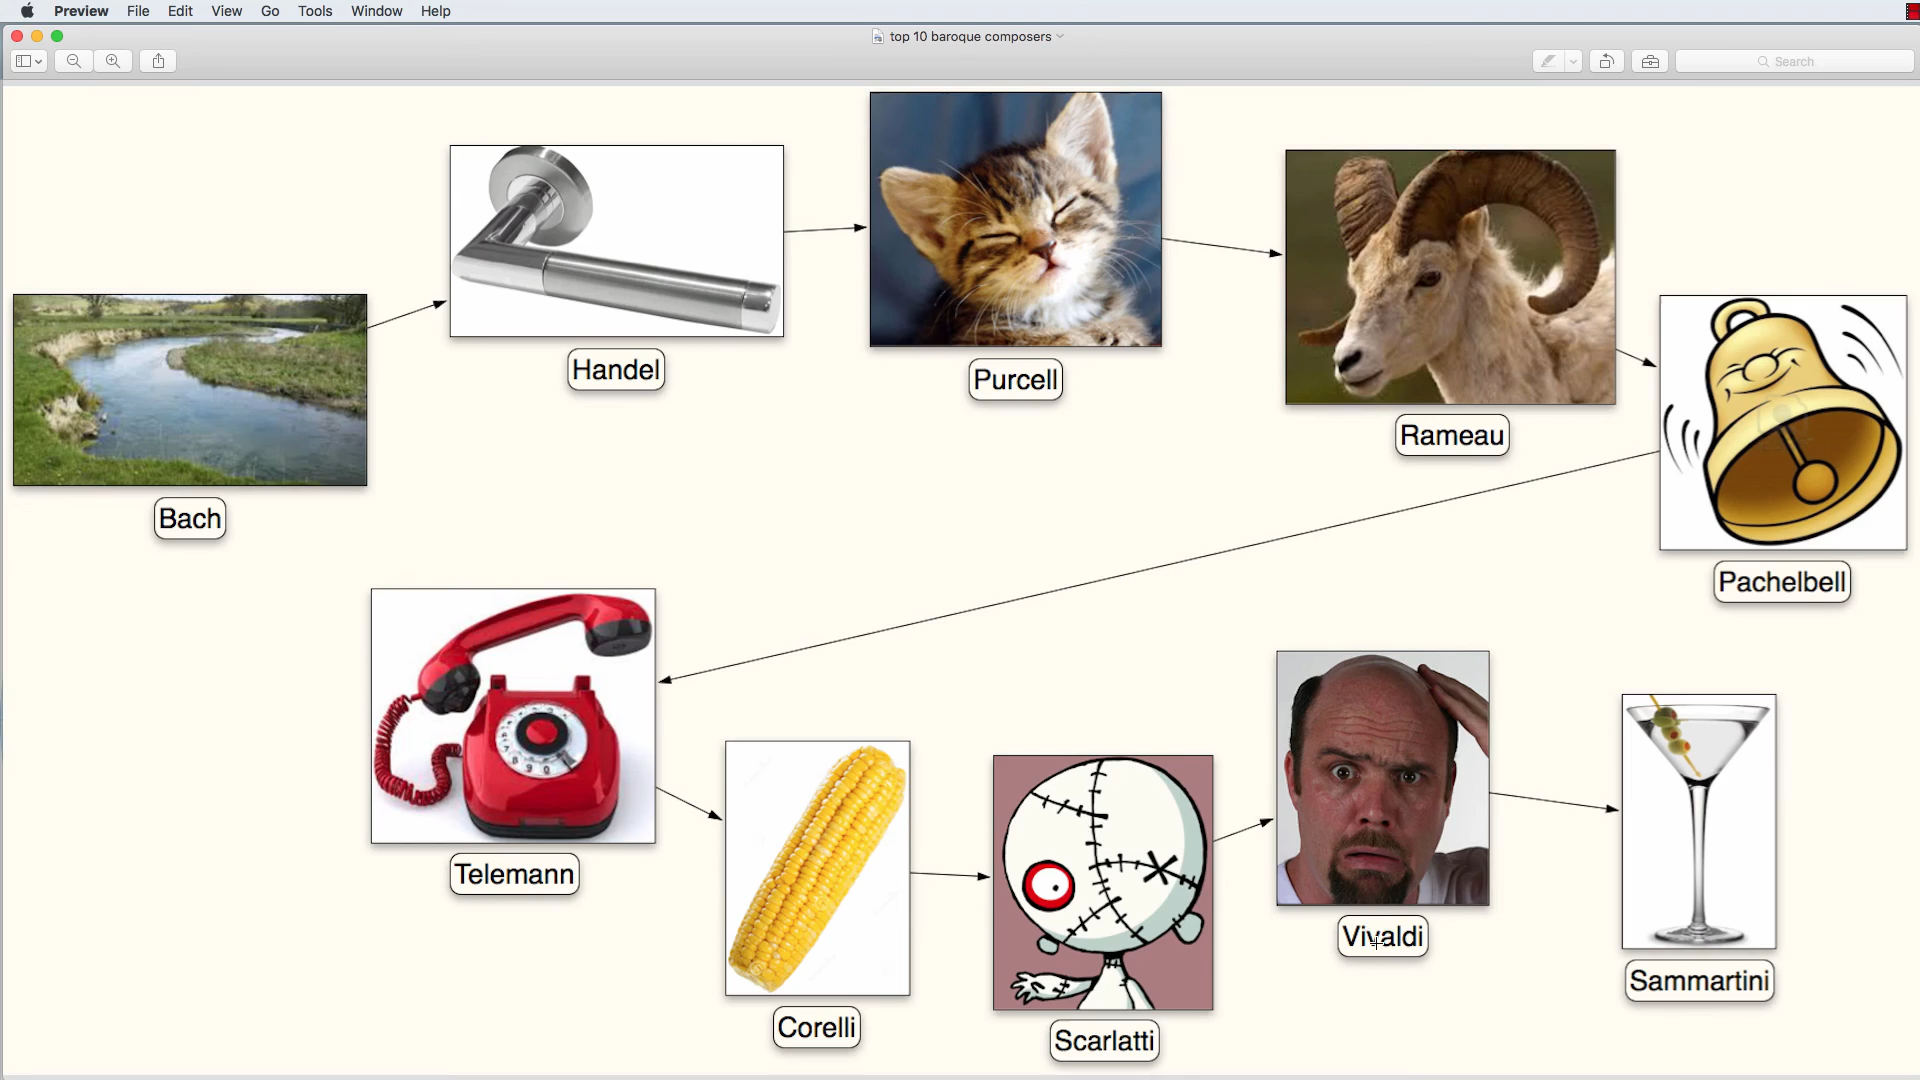 Preview File Edit View Go Tools Window Help
top 10 baroque composers
Search
Bach
Handel
Purcell
Rameau
Pachelbell
Telemann
Corelli
Scarlatti
Vivaldi
Sammartini